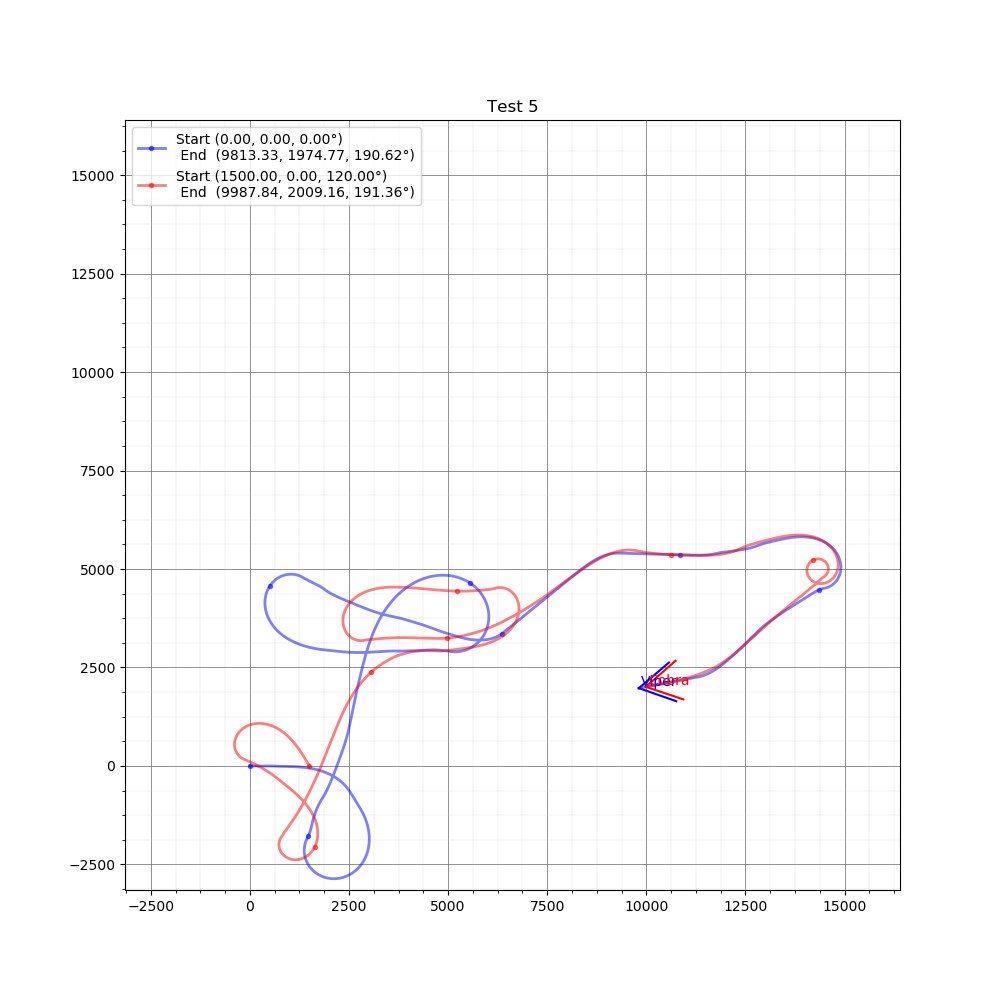 Test 5
Start (0.00, 0.00, 0.00°)
End (9813.33, 1974.77, 190.62°)
Start (1500.00, 0.00, 120.00°)
End (9987.84, 2009.16, 191.36°)
15000
12500
10000
7500
5000
2500
0
−2500
−2500 0 2500 5000 7500 10000 12500 15000